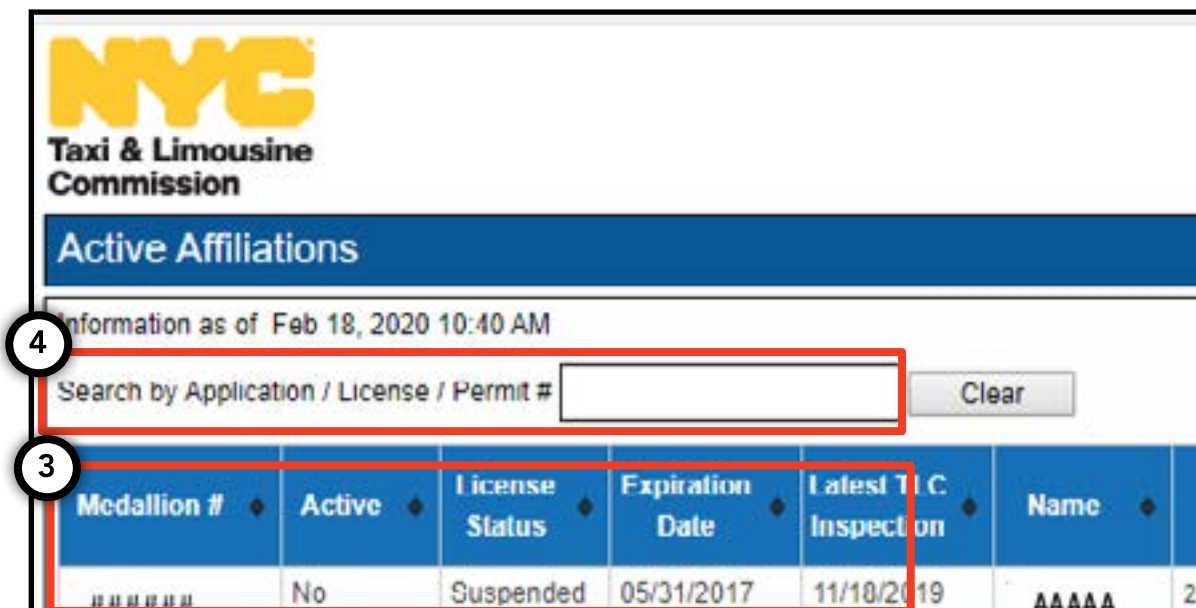 NYC
Taxi & Limousine
Commission
Active Affiliations
Information as of Feb 18, 2020 10:40 AM
4
Search by Application / License / Permit #
Clear
3
Medallion # Active License Status Expiration Date Latest TLC Inspection Name
###### No Suspended 05/31/2017 11/18/2019 AAAAA 2